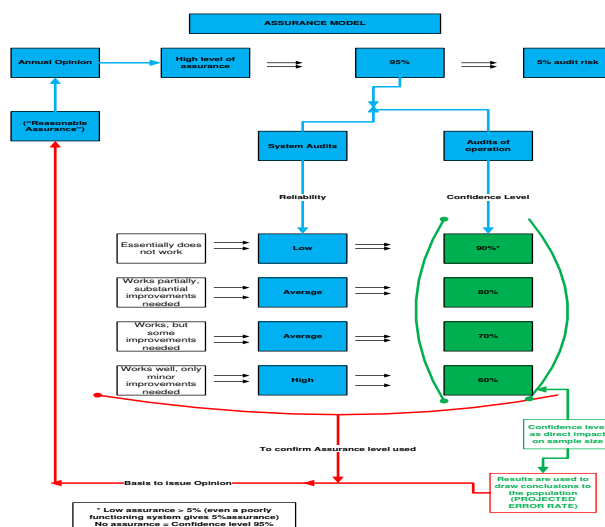 ASSURANCE MODEL
Annual Opinion
High level of
assurance
95%
5% audit risk
("Reasonable
Assurance")
System Audits
Audits of
operation
Reliability
Confidence Level
Essentially does
not work
Low
90%*
Works partially,
substantial
improvements
needed
Average
80%
Works, but
some
improvements
needed
Average
70%
Works well, only
minor
improvements
needed
High
60%
Confidence level
as direct impact
on sample size
To confirm Assurance level used
Basis to issue Opinion
Results are used to
draw conclusions to
the population
(PROJECTED
ERROR RATE)
* Low assurance > 5% (even a poorly
functioning system gives 5%assurance)
No assurance = Confidence level 95%